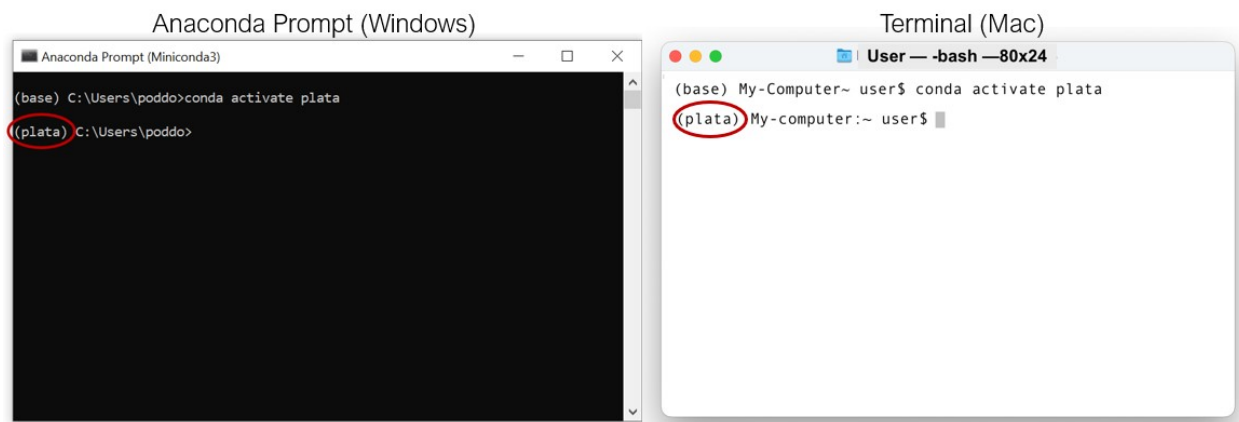 Anaconda Prompt (Windows)
Anaconda Prompt (Miniconda3)
(base) C:\Users\poddo>conda activate plata
(plata) C:\Users\poddo>
Terminal (Mac)
User — -bash —80x24
(base) My-Computer~ user$ conda activate plata
(plata) My-computer:~ user$